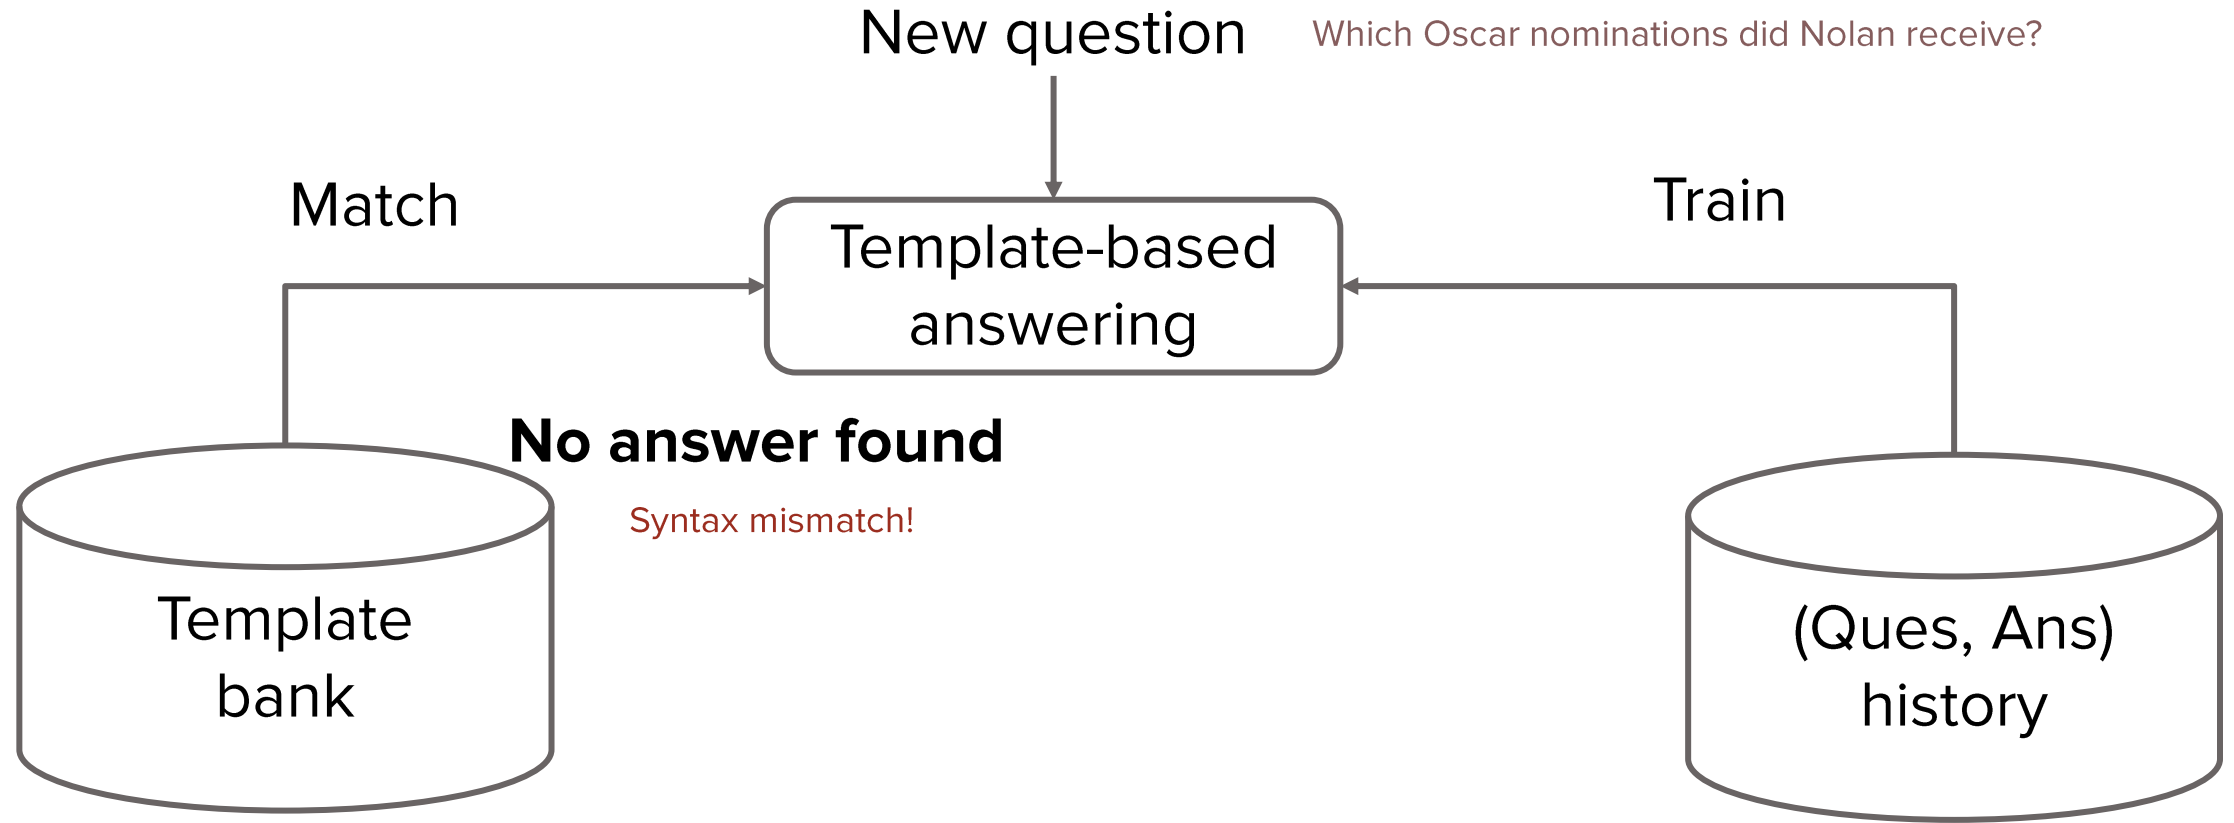 New question
Which Oscar nominations did Nolan receive?
Match
Train
Template-based
answering
No answer found
Syntax mismatch!
Template
bank
(Ques, Ans)
history